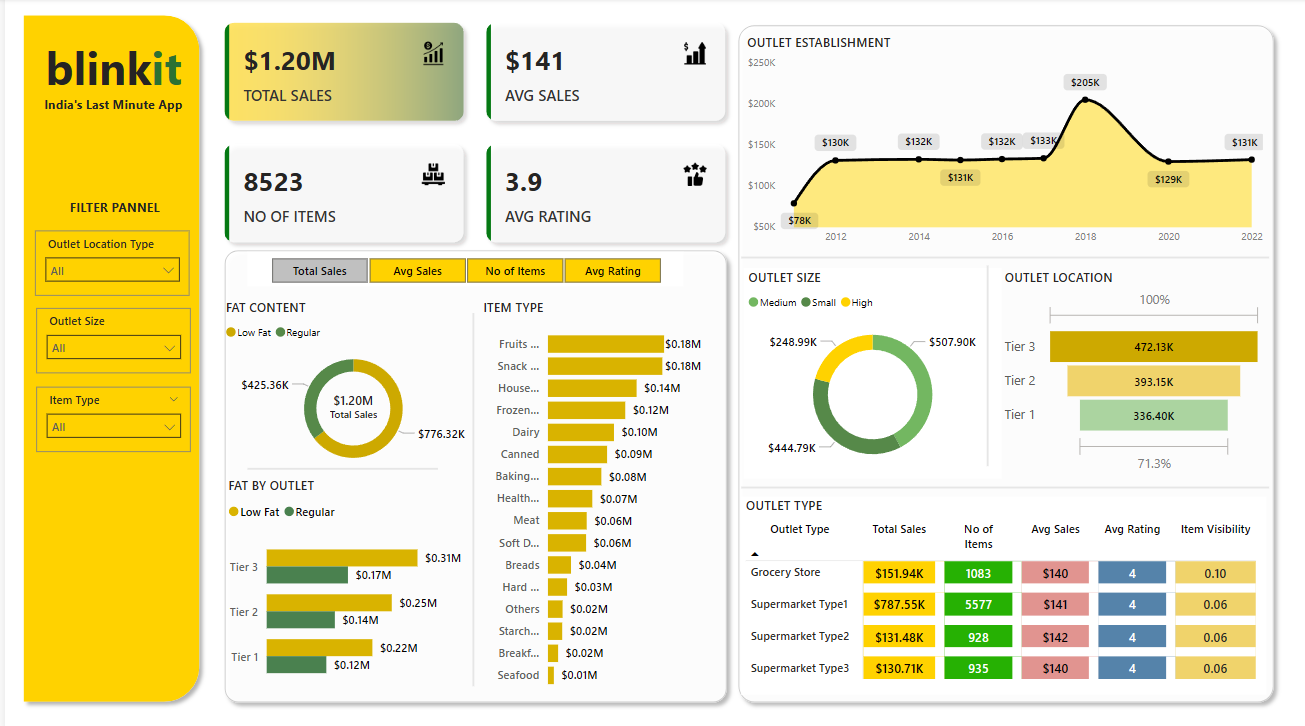 blinkit
India's Last Minute App
FILTER PANNEL
Outlet Location Type
All
Outlet Size
All
Item Type
All
$1.20M
TOTAL SALES
$141
AVG SALES
8523
NO OF ITEMS
3.9
AVG RATING
Total Sales
Avg Sales
No of Items
Avg Rating
FAT CONTENT
Low Fat Regular
$425.36K
$1.20M
Total Sales
$776.32K
FAT BY OUTLET
Low Fat Regular
Tier 3 $0.31M
$0.17M
Tier 2 $0.25M
$0.14M
Tier 1 $0.22M
$0.12M
ITEM TYPE
Fruits ... $0.18M
Snack ... $0.18M
House... $0.14M
Frozen... $0.12M
Dairy $0.10M
Canned $0.09M
Baking... $0.08M
Health... $0.07M
Meat $0.06M
Soft D... $0.06M
Breads $0.04M
Hard ... $0.03M
Others $0.02M
Starch... $0.02M
Breakf... $0.02M
Seafood $0.01M
OUTLET ESTABLISHMENT
$250K
$200K
$150K
$100K
$50K
$78K
$130K
$132K
$131K
$132K
$133K
$205K
$129K
$131K
2012 2014 2016 2018 2020 2022
OUTLET SIZE
Medium Small High
$248.99K
$507.90K
$444.79K
OUTLET LOCATION
100%
Tier 3 472.13K
Tier 2 393.15K
Tier 1 336.40K
71.3%
OUTLET TYPE
Outlet Type Total Sales No of Items Avg Sales Avg Rating Item Visibility
Grocery Store $151.94K 1083 $140 4 0.10
Supermarket Type1 $787.55K 5577 $141 4 0.06
Supermarket Type2 $131.48K 928 $142 4 0.06
Supermarket Type3 $130.71K 935 $140 4 0.06